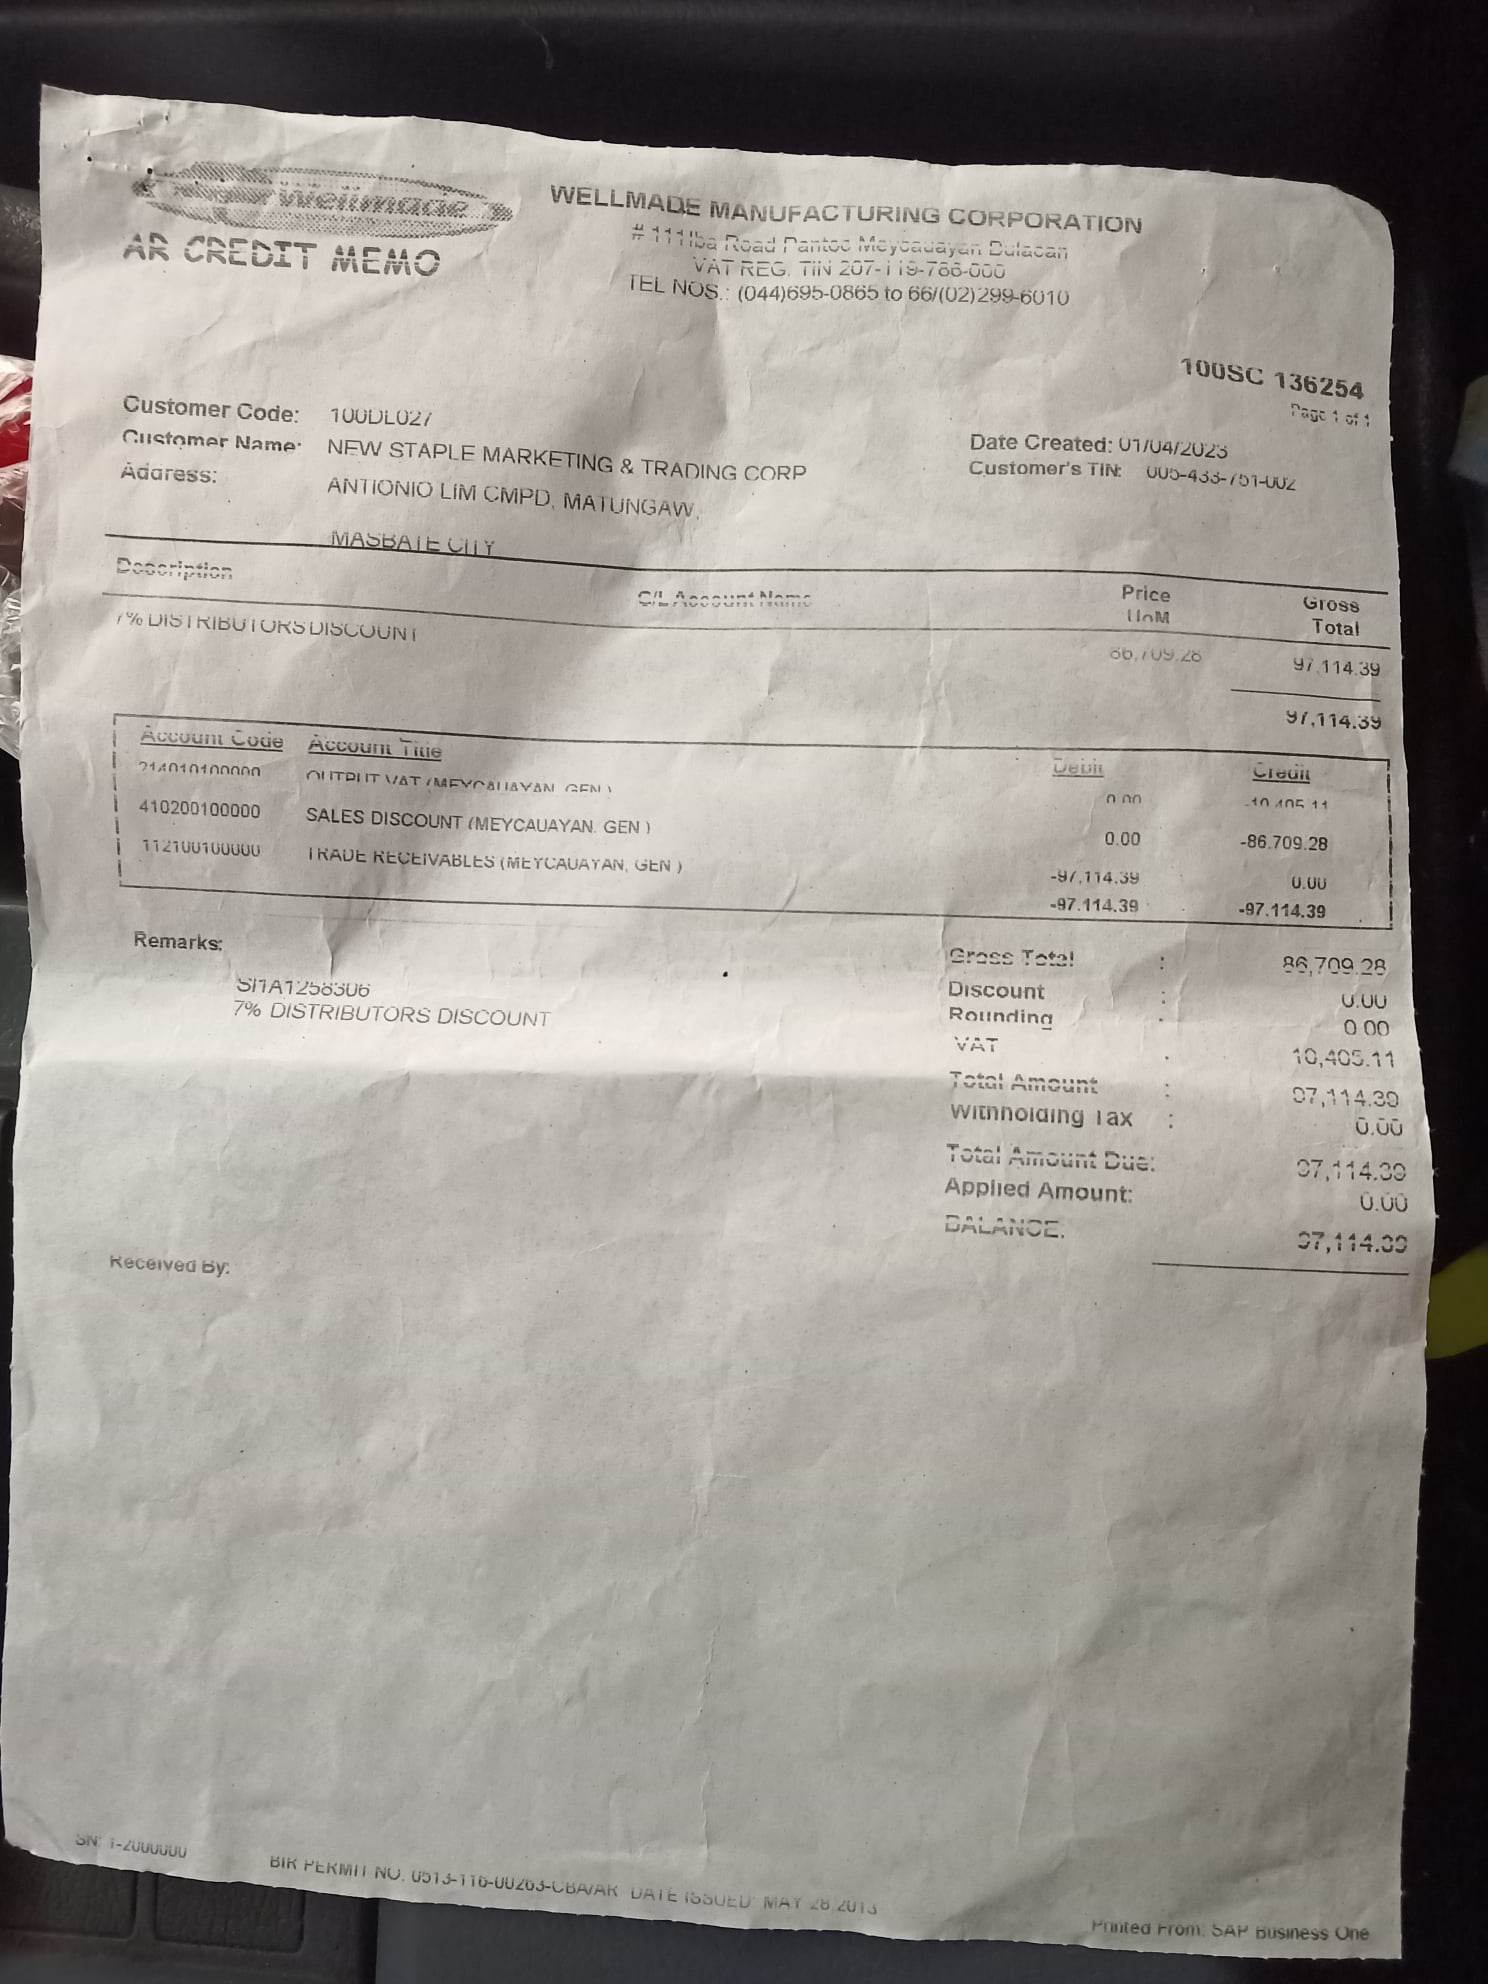 Wellmade
AR CREDIT MEMO
WELLMADE MANUFACTURING CORPORATION
# 111 Iba Road Pantoc Meycauayan Bulacan
VAT REG. TIN 207-119-786-000
TEL NOS.: (044)695-0865 to 66/(02)299-6010
100SC 136254
Page 1 of 1
Customer Code: 100DL027
Customer Name: NEW STAPLE MARKETING & TRADING CORP
Address: ANTIONIO LIM CMPD, MATUNGAW,
MASBATE CITY
Date Created: 01/04/2023
Customer's TIN: 005-433-751-002
Description G/L Account Name Price UoM Gross Total
7% DISTRIBUTORS DISCOUNT 86,709.28 97,114.39
97,114.39
Account Code Account Title Debit Credit
214010100000 OUTPUT VAT (MEYCAUAYAN, GEN ) 0.00 -10,405.11
410200100000 SALES DISCOUNT (MEYCAUAYAN, GEN ) 0.00 -86,709.28
112100100000 TRADE RECEIVABLES (MEYCAUAYAN, GEN ) -97,114.39 0.00
-97,114.39 -97,114.39
Remarks:
SI1A1258306
7% DISTRIBUTORS DISCOUNT
Gross Total : 86,709.28
Discount : 0.00
Rounding : 0.00
VAT : 10,405.11
Total Amount : 97,114.39
Withholding Tax : 0.00
Total Amount Due: 97,114.39
Applied Amount: 0.00
BALANCE: 97,114.39
Received By:
SN: 1-2000000
BIR PERMIT NO. 0513-116-00263-CBA/AR DATE ISSUED: MAY 28,2013
Printed From: SAP Business One